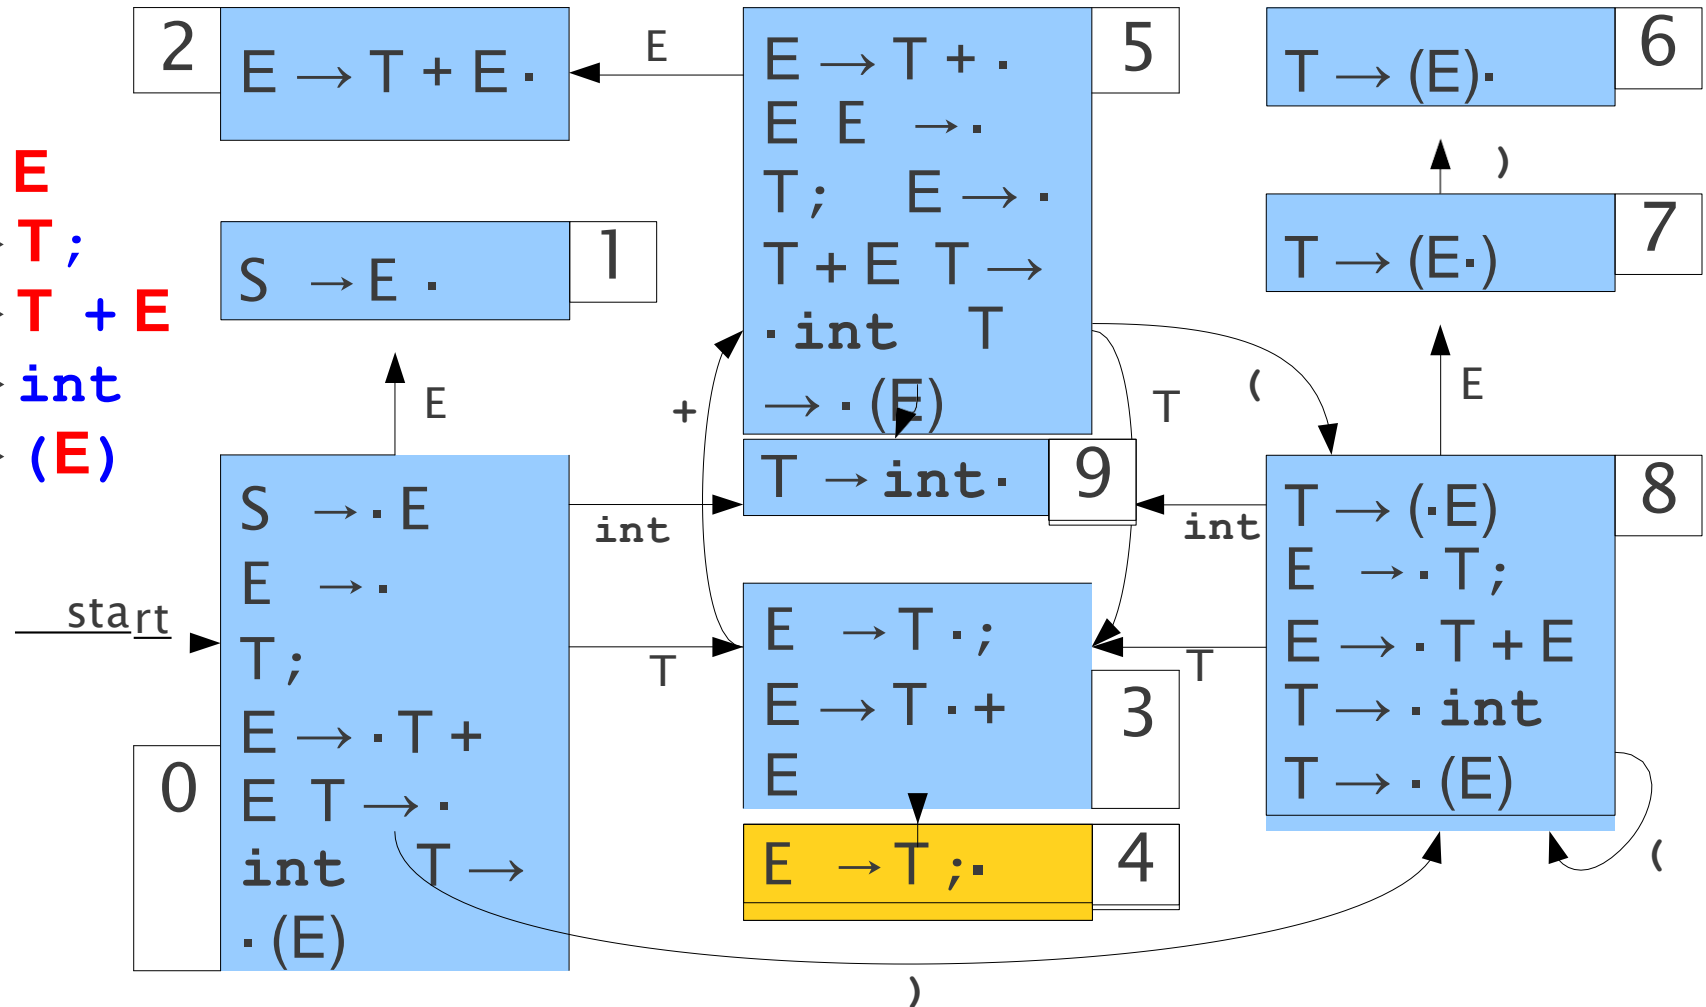 E
T ;
T + E
int
(E)
start
0
S → · E
E → ·
T ;
E → · T +
E T → ·
int T →
· (E)
E
int
T
)
1
S → E ·
2
E → T + E ·
E
5
E → T + ·
E E → ·
T ; E → ·
T + E T →
· int T
→ · (E)
+
T
(
9
T → int ·
3
E → T · ;
E → T · +
E
4
E → T ; ·
6
T → (E) ·
)
7
T → (E · )
E
8
T → ( · E)
E → · T ;
E → · T + E
T → · int
T → · (E)
int
T
(